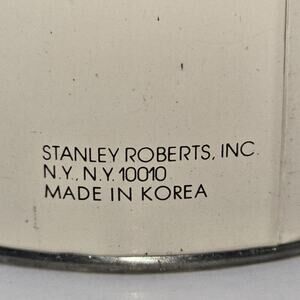 STANLEY ROBERTS, INC.
N.Y., N.Y. 10010
MADE IN KOREA